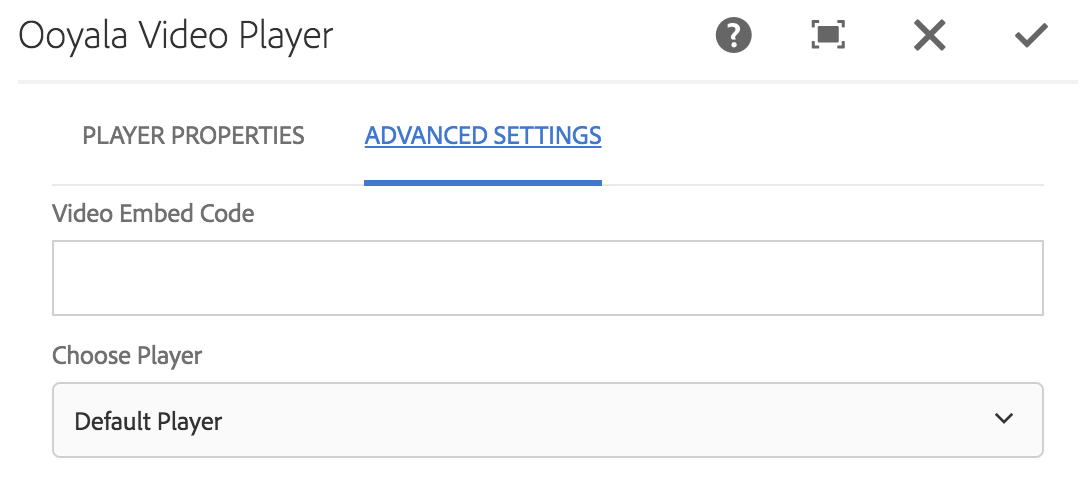 Ooyala Video Player
PLAYER PROPERTIES ADVANCED SETTINGS
Video Embed Code
Choose Player
Default Player